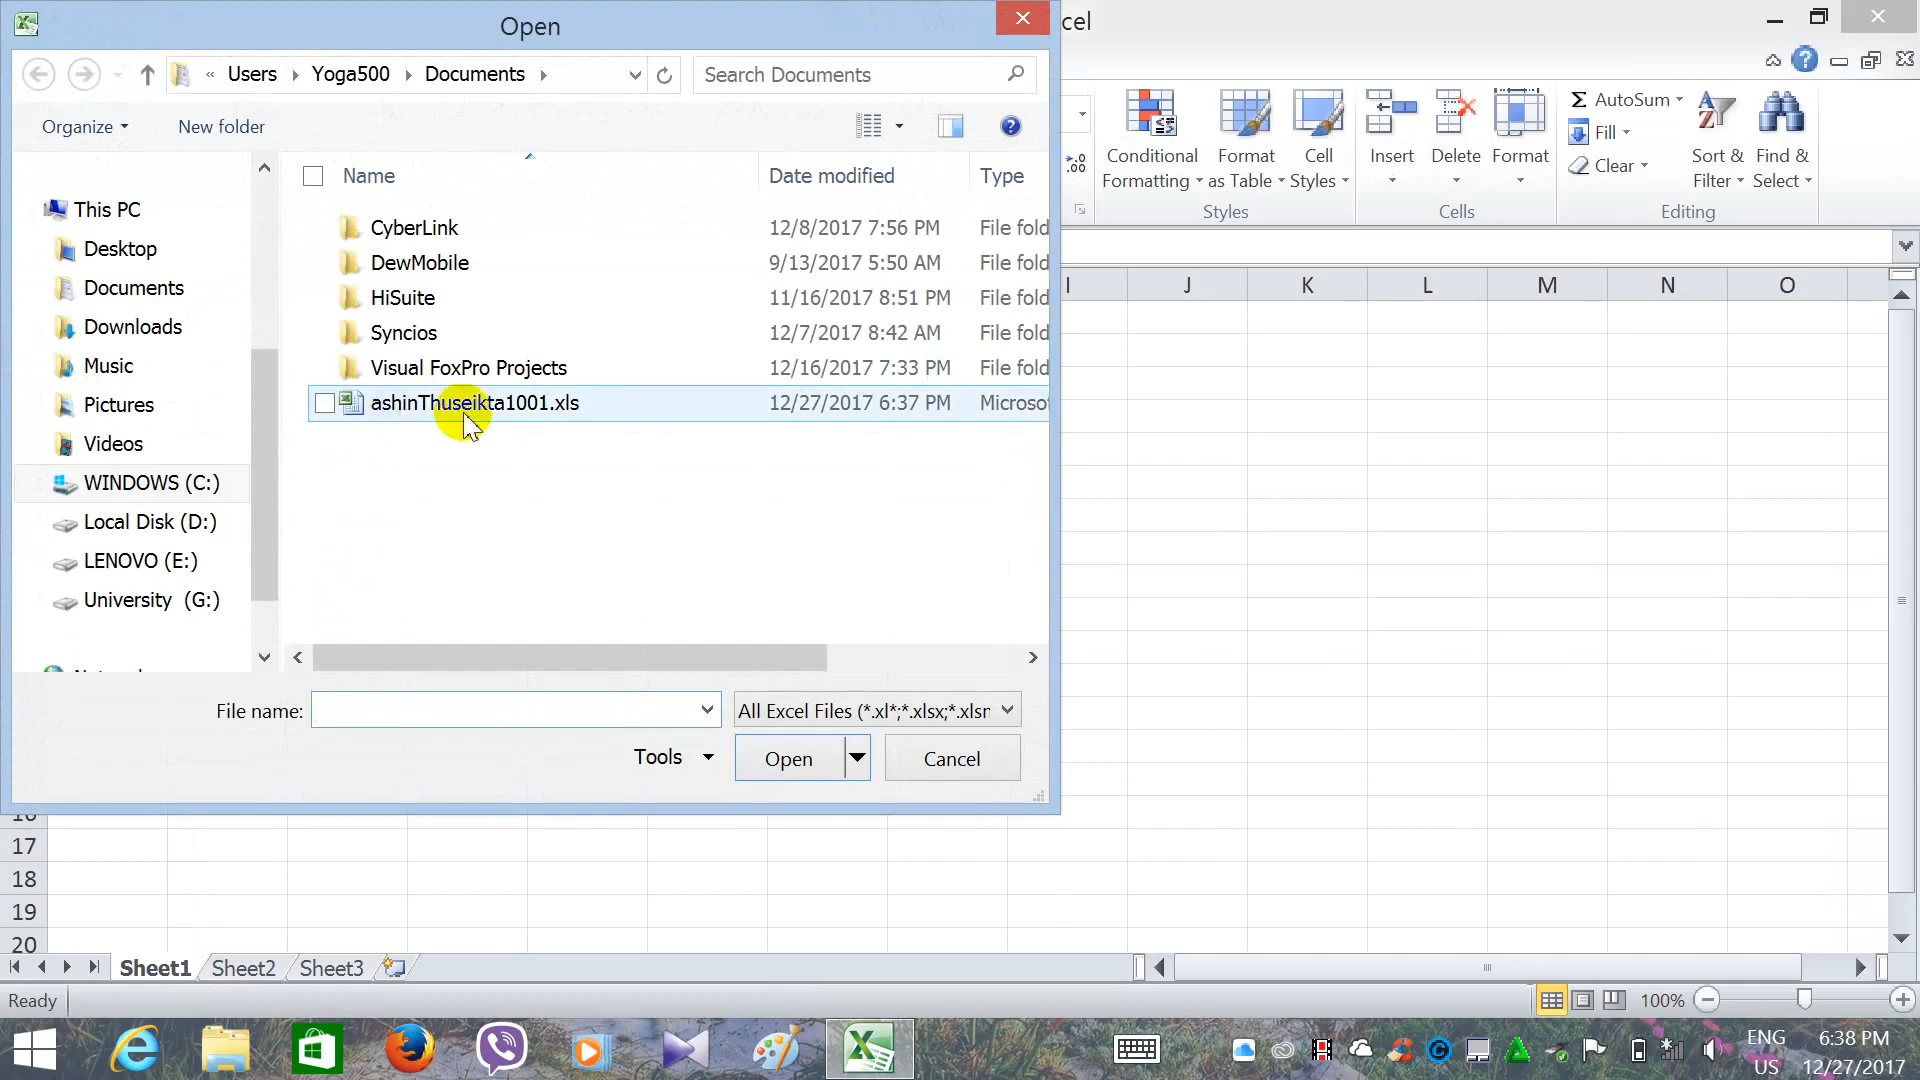 Open
cel
« Users Yoga500 Documents
Search Documents
Organize
New folder
Name
Date modified
Type
This PC
Desktop
Documents
Downloads
Music
Pictures
Videos
WINDOWS (C:)
Local Disk (D:)
LENOVO (E:)
University (G:)
CyberLink 12/8/2017 7:56 PM File fold
DewMobile 9/13/2017 5:50 AM File fold
HiSuite 11/16/2017 8:51 PM File fold
Syncios 12/7/2017 8:42 AM File fold
Visual FoxPro Projects 12/16/2017 7:33 PM File fold
ashinThuseikta1001.xls 12/27/2017 6:37 PM Microso
File name:
All Excel Files (*.xl*;*.xlsx;*.xlsn
Tools
Open
Cancel
Conditional Formatting
Format as Table
Cell Styles
Styles
Insert
Delete
Format
Cells
Σ AutoSum
Fill
Clear
Sort & Filter
Find & Select
Editing
I J K L M N O
16
17
18
19
20
Sheet1 Sheet2 Sheet3
Ready
100%
ENG
US
6:38 PM
12/27/2017